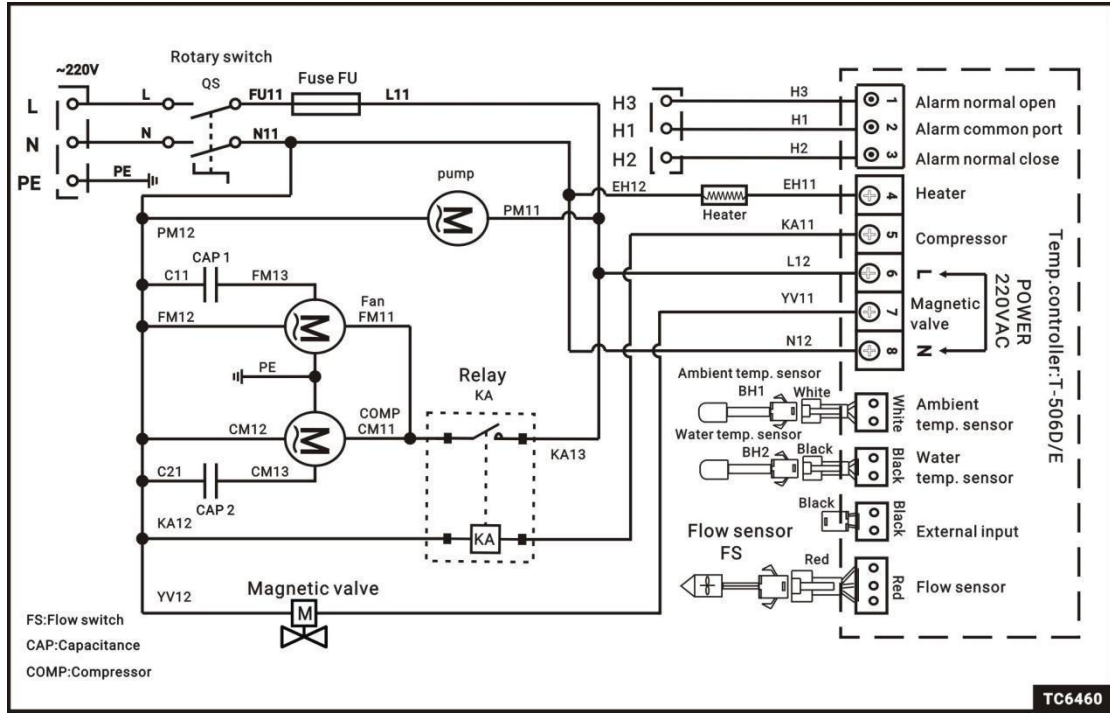 ~220V
Rotary switch
QS
Fuse FU
L
L
FU11
L11
N
N
N11
PE
PE
H3
H3
1
Alarm normal open
H1
H1
2
Alarm common port
H2
H2
3
Alarm normal close
pump
M
PM11
PM12
EH12
Heater
EH11
4
Heater
KA11
5
Compressor
L12
6
L
YV11
7
Magnetic
valve
N12
8
N
POWER
220VAC
Temp.controller:T-506D/E
CAP 1
C11
FM13
Fan
M
FM12
FM11
PE
Relay
KA
COMP
M
CM12
CM11
KA13
C21
CM13
CAP 2
KA12
KA
YV12
Magnetic valve
M
Ambient temp. sensor
BH1
White
White
Ambient
temp. sensor
Water temp. sensor
BH2
Black
Black
Water
temp. sensor
Black
Black
External input
Flow sensor
FS
Red
Red
Flow sensor
FS:Flow switch
CAP:Capacitance
COMP:Compressor
TC6460